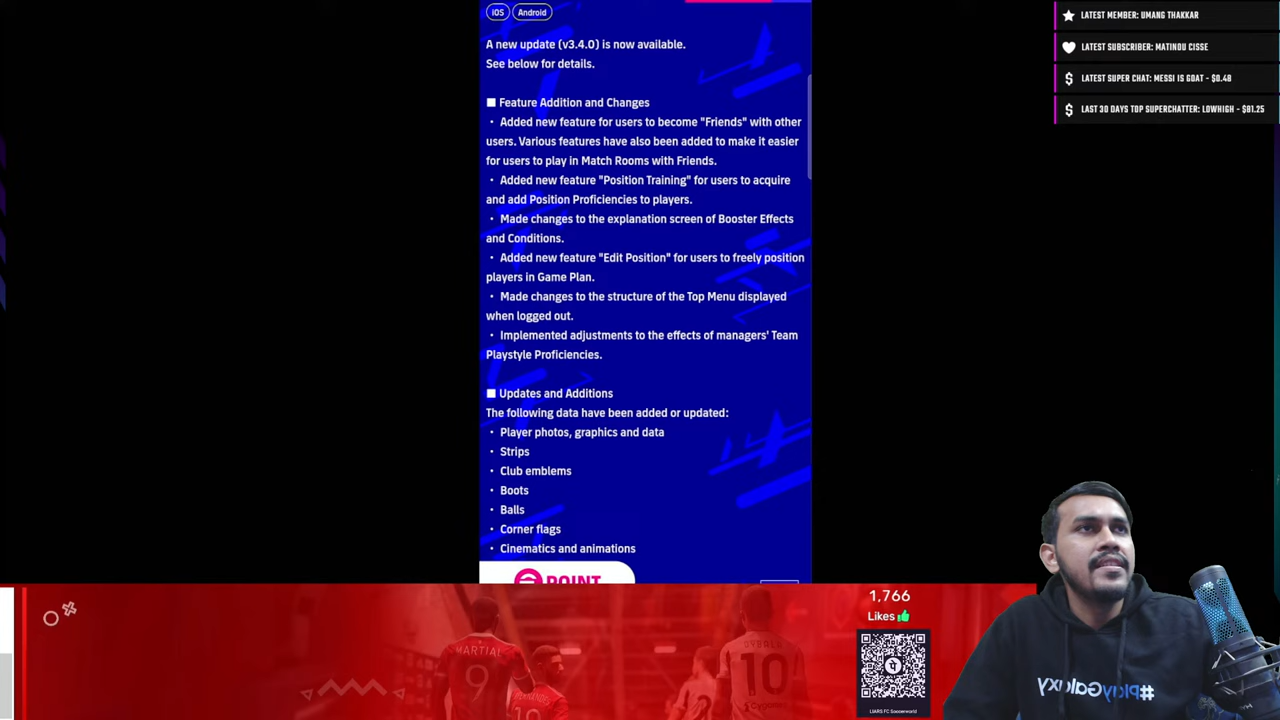 iOS Android
A new update (v3.4.0) is now available.
See below for details.
■ Feature Addition and Changes
・ Added new feature for users to become "Friends" with other
users. Various features have also been added to make it easier
for users to play in Match Rooms with Friends.
・ Added new feature "Position Training" for users to acquire
and add Position Proficiencies to players.
・ Made changes to the explanation screen of Booster Effects
and Conditions.
・ Added new feature "Edit Position" for users to freely position
players in Game Plan.
・ Made changes to the structure of the Top Menu displayed
when logged out.
・ Implemented adjustments to the effects of managers' Team
Playstyle Proficiencies.
■ Updates and Additions
The following data have been added or updated:
・ Player photos, graphics and data
・ Strips
・ Club emblems
・ Boots
・ Balls
・ Corner flags
・ Cinematics and animations
POINT
LATEST MEMBER: UMANG THAKKAR
LATEST SUBSCRIBER: MATINOU CISSE
$ LATEST SUPER CHAT: MESSI IS GOAT - $0.48
$ LAST 30 DAYS TOP SUPERCHATTER: LOWHIGH - $81.25
1,766
Likes
LIARS FC Soccerworld
MARTIAL
9
DYBALA
10
#PlayGalaxy